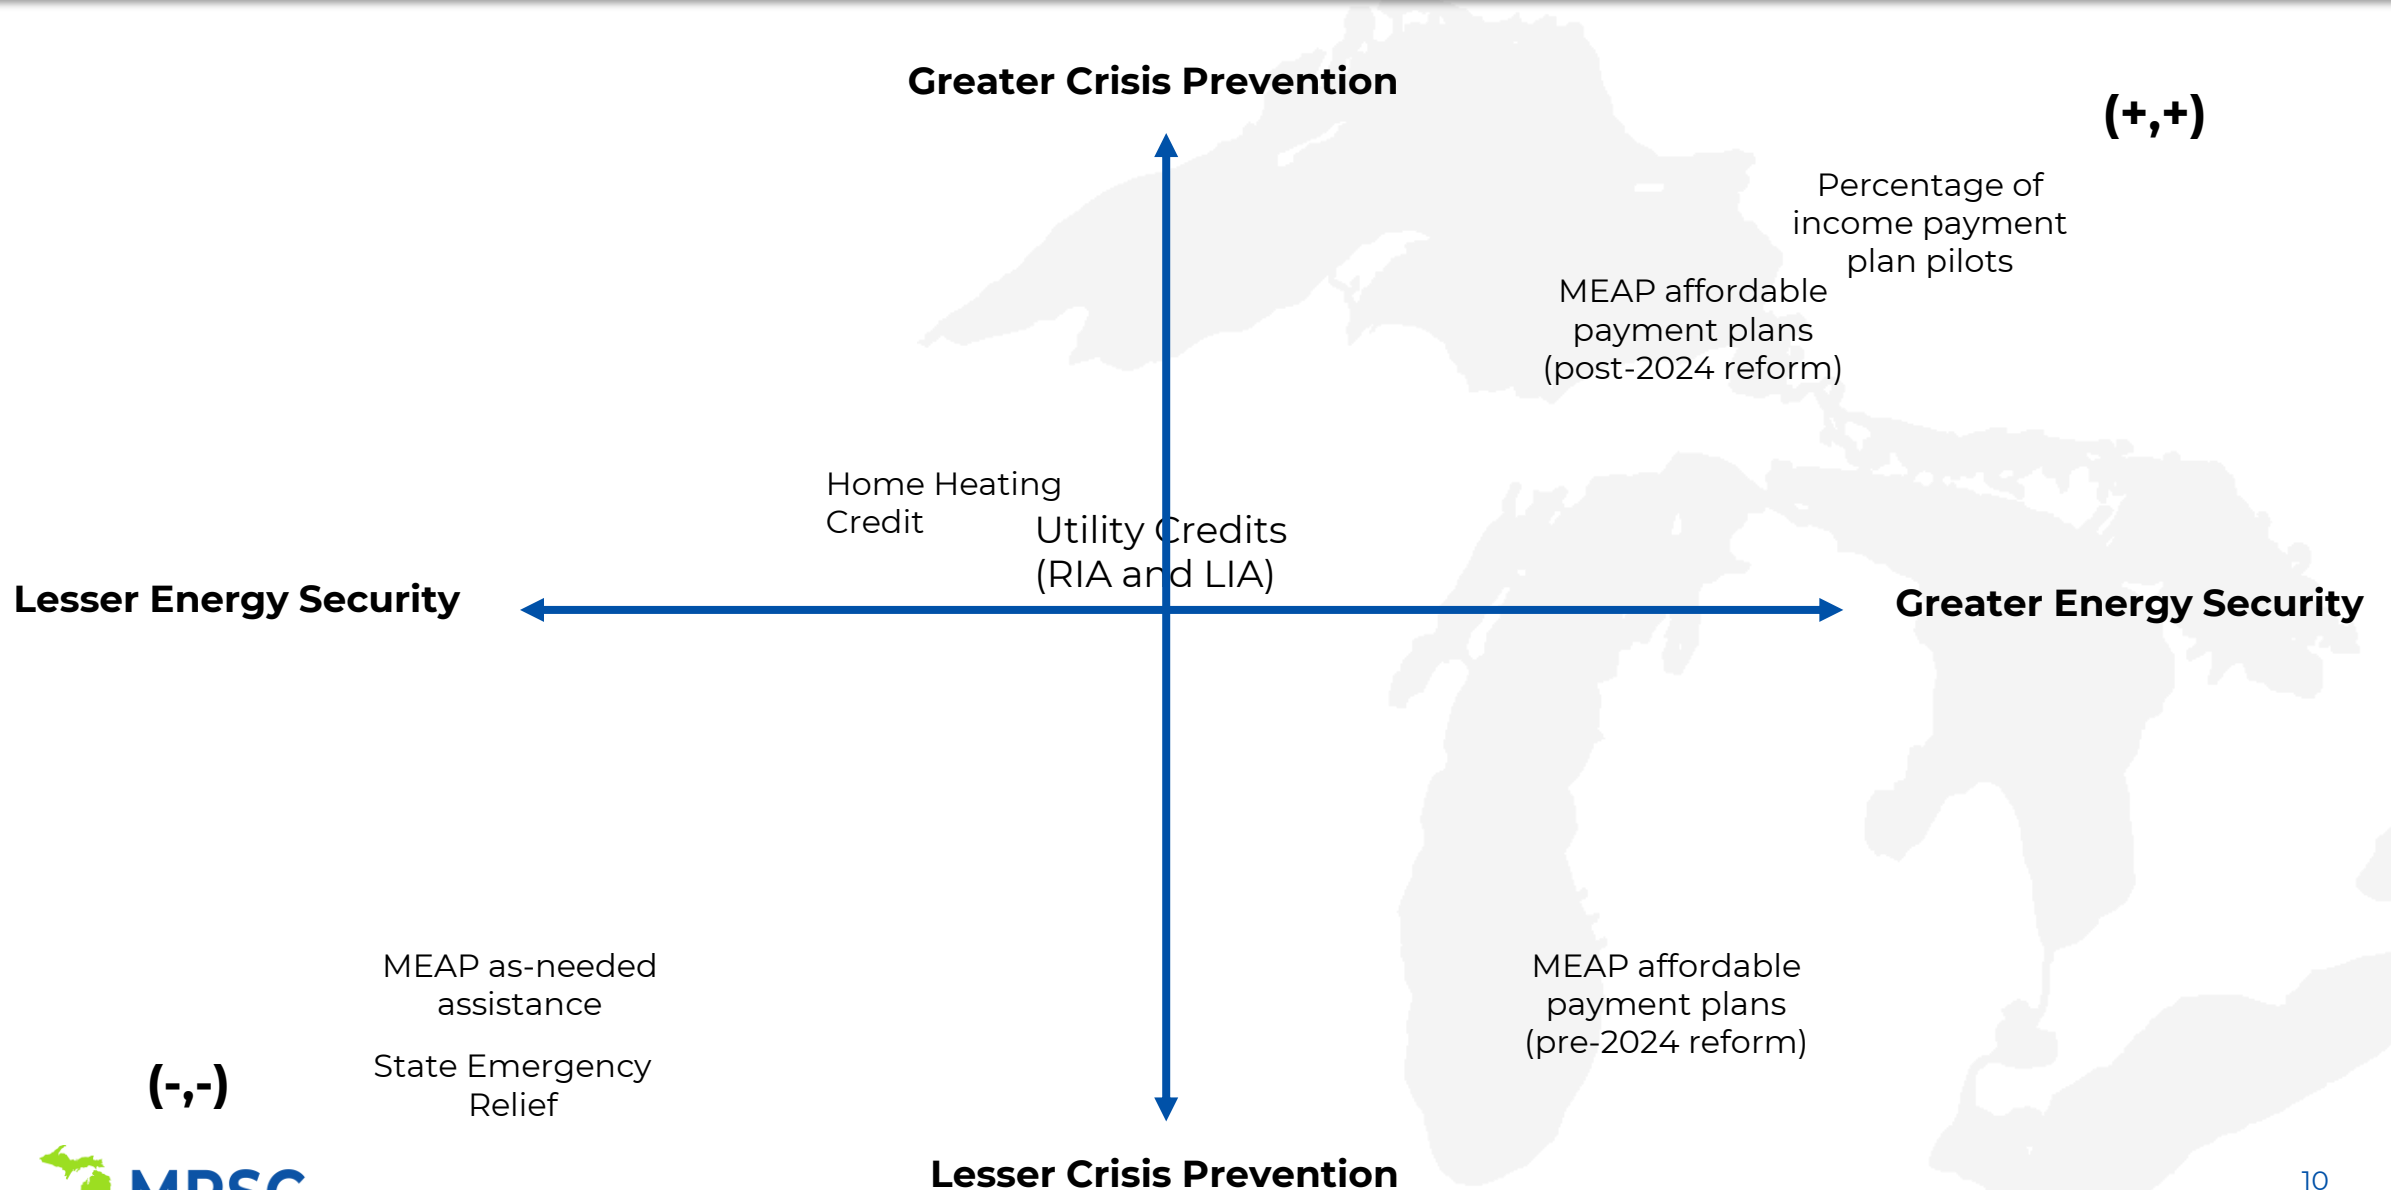 Greater Crisis Prevention
(+,+)
Percentage of
income payment
plan pilots
MEAP affordable
payment plans
(post-2024 reform)
Home Heating
Credit
Utility Credits
(RIA and LIA)
Lesser Energy Security
Greater Energy Security
MEAP as-needed
assistance
MEAP affordable
payment plans
(pre-2024 reform)
State Emergency
Relief
(-,-)
Lesser Crisis Prevention
MPSC
10